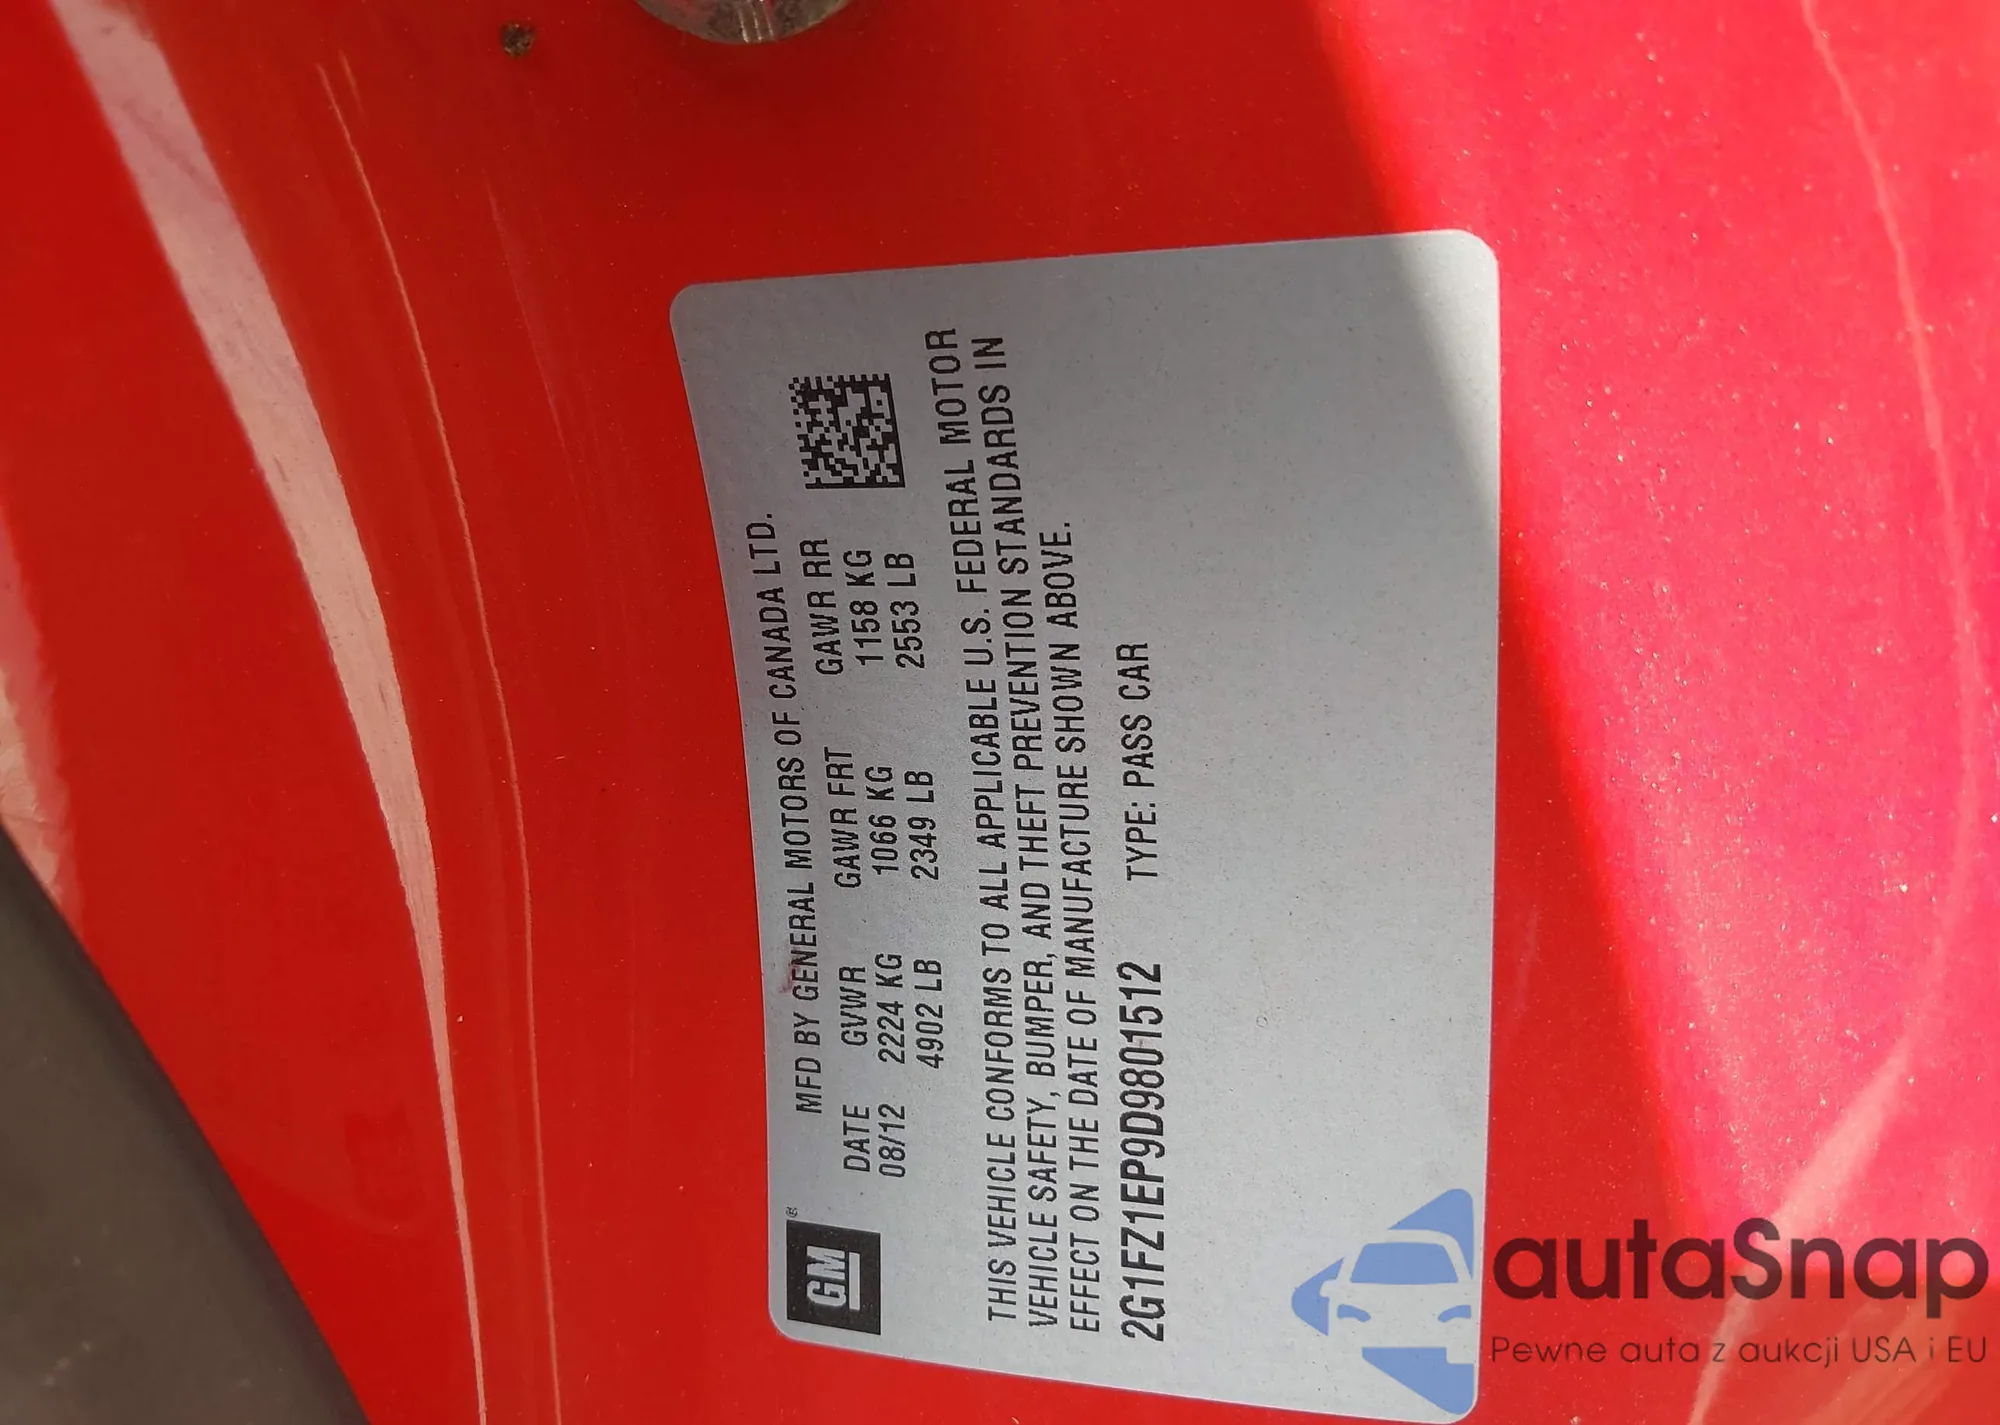 GM®
MFD BY GENERAL MOTORS OF CANADA LTD.
DATE GVWR GAWR FRT GAWR RR
08/12 2224 KG 1066 KG 1158 KG
4902 LB 2349 LB 2553 LB
THIS VEHICLE CONFORMS TO ALL APPLICABLE U.S. FEDERAL MOTOR
VEHICLE SAFETY, BUMPER, AND THEFT PREVENTION STANDARDS IN
EFFECT ON THE DATE OF MANUFACTURE SHOWN ABOVE.
2G1FZ1EP9D9801512 TYPE: PASS CAR
autaSnap
Pewne auta z aukcji USA i EU